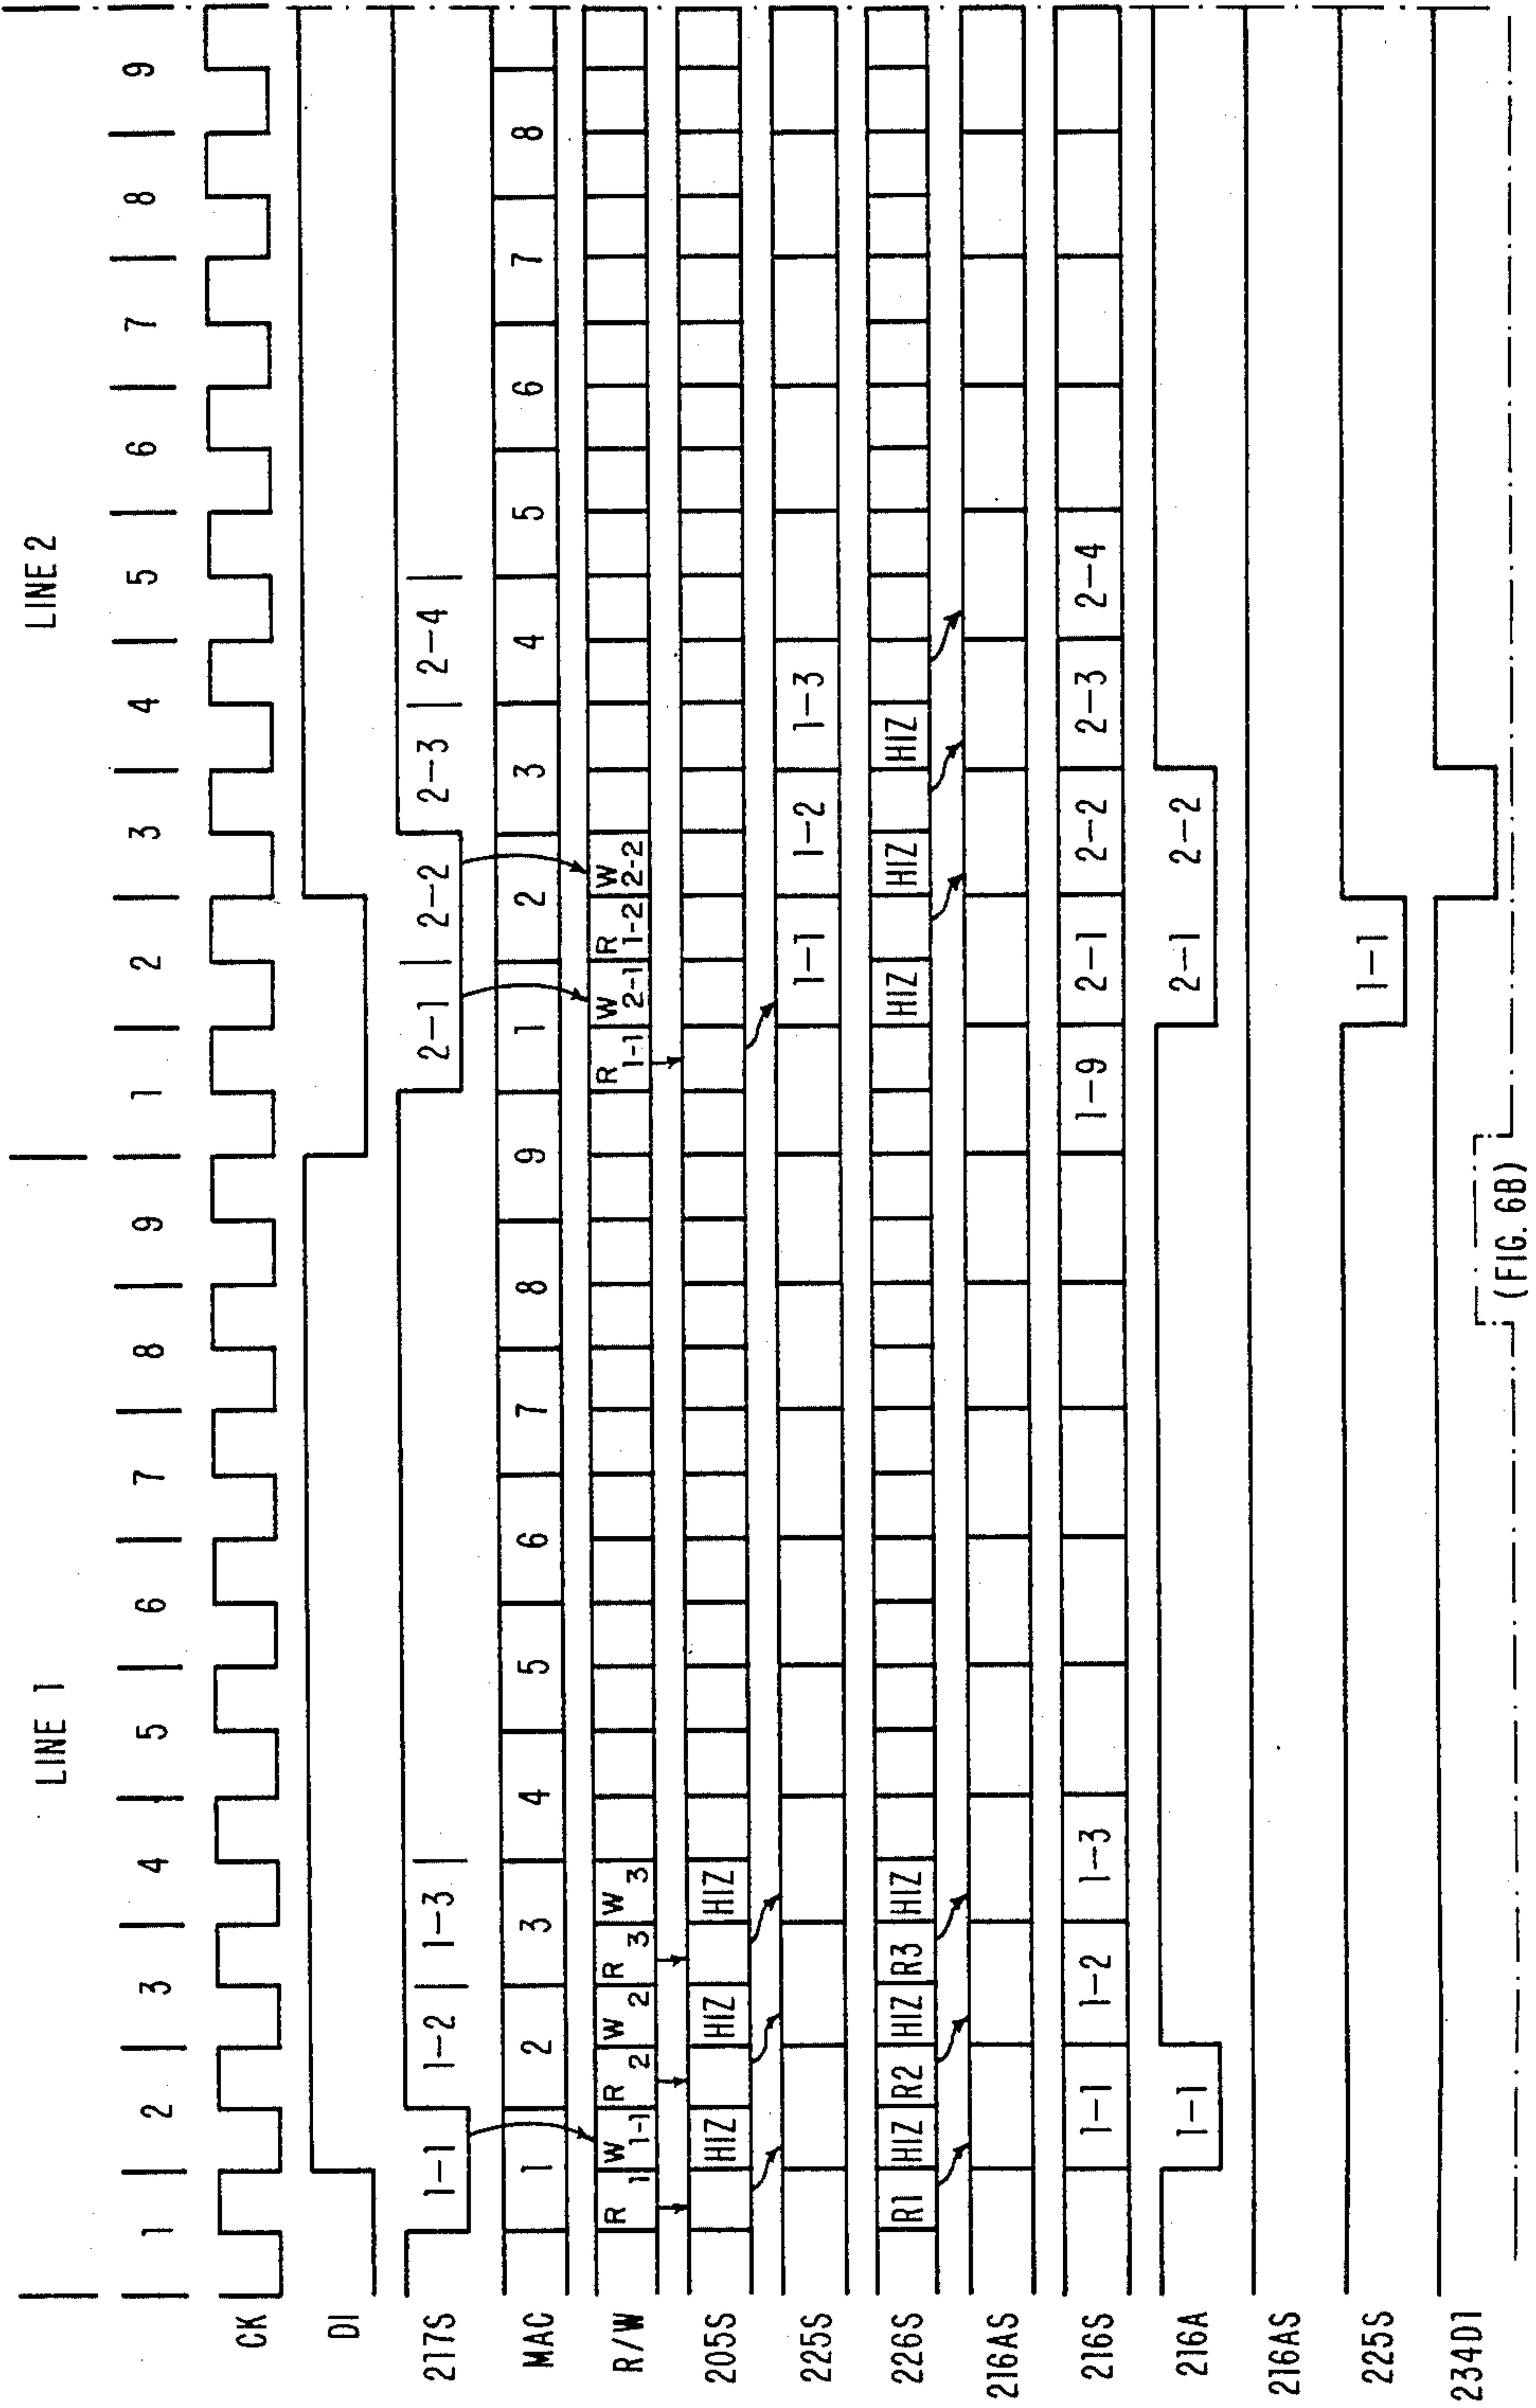 LINE 1 LINE 2
1 2 3 4 5 6 7 8 9 1 2 3 4 5 6 7 8 9
CK
DI
217S 1-1 1-2 1-3 2-1 2-2 2-3 2-4
MAC 1 2 3 4 5 6 7 8 9 1 2 3 4 5 6 7 8
R/W R 1 W 1-1 R 2 W 2 R 3 W 3 R 1-1 W 2-1 R 1-2 W 2-2
205S HIZ HIZ HIZ
225S 1-1 1-2 1-3
226S R1 HIZ R2 HIZ R3 HIZ HIZ HIZ HIZ
216AS
216S 1-1 1-2 1-3 1-9 2-1 2-2 2-3 2-4
216A 1-1 2-1 2-2
216AS
225S 1-1
234D1
(FIG. 6B)